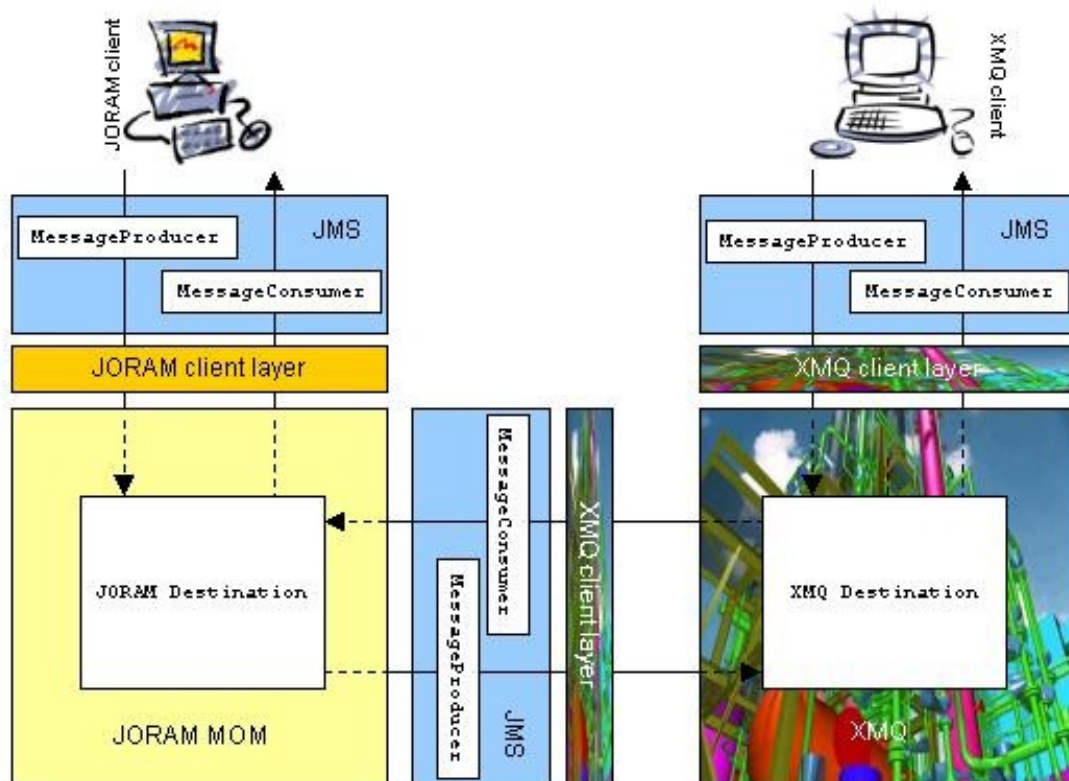 JORAM client
XMQ client
MessageProducer
JMS
MessageConsumer
MessageProducer
JMS
MessageConsumer
JORAM client layer
XMQ client layer
MessageConsumer
MessageProducer
JMS
XMQ client layer
JORAM Destination
XMQ Destination
JORAM MOM
XMQ